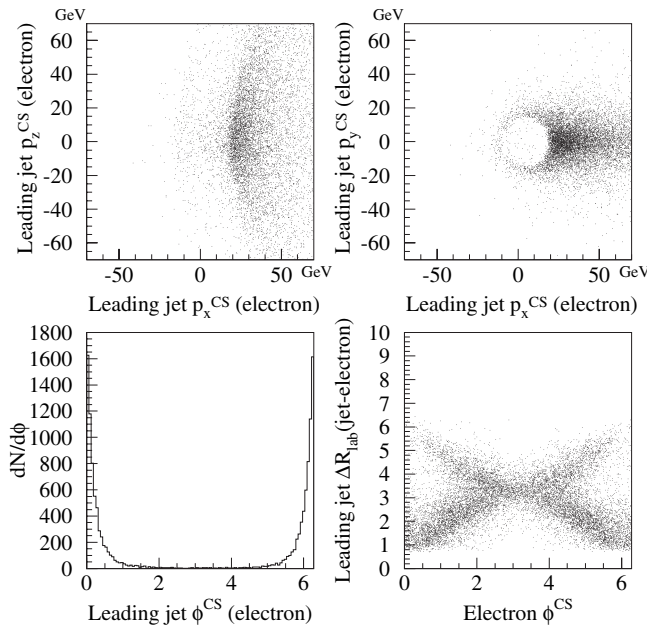 GeV
60
40
20
0
-20
-40
-60
-50 0 50
GeV
Leading jet p_z^CS (electron)
Leading jet p_x^CS (electron)
GeV
60
40
20
0
-20
-40
-60
-50 0 50
GeV
Leading jet p_y^CS (electron)
Leading jet p_x^CS (electron)
1800
1600
1400
1200
1000
800
600
400
200
0
0 2 4 6
dN/dϕ
Leading jet ϕ^CS (electron)
10
9
8
7
6
5
4
3
2
1
0
0 2 4 6
Leading jet ΔR_lab(jet-electron)
Electron ϕ^CS